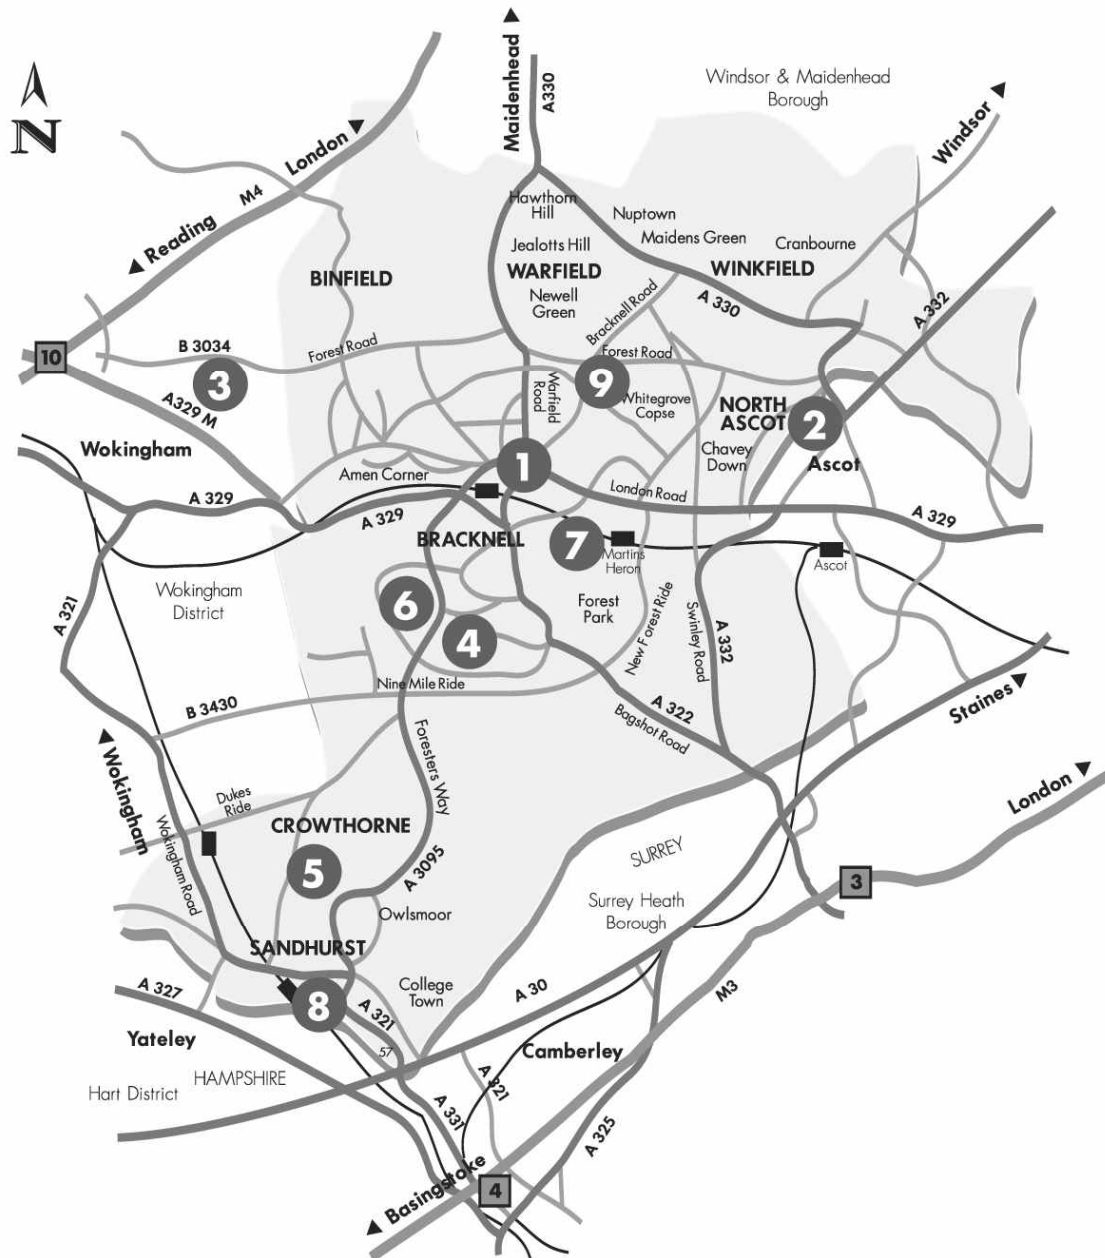 Maidenhead
A330
Windsor & Maidenhead
Borough
Windsor
N
London
M4
Reading
Hawthorn
Hill
Nuptown
Maidens Green
Cranbourne
Jealotts Hill
BINFIELD
WARFIELD
WINKFIELD
Newell
Green
Bracknell Road
A 330
A 332
10
B 3034
Forest Road
Forest Road
3
9
A329 M
Warfield
Road
Whitegrove
Copse
NORTH
ASCOT
2
Wokingham
Chavey
Down
Ascot
1
Amen Corner
London Road
A 329
A 329
A 329
BRACKNELL
7
Martins
Heron
Ascot
Wokingham
District
A 321
6
Forest
Park
4
New Forest Ride
Swinley Road
A 332
Nine Mile Ride
B 3430
A 322
Bagshot Road
Staines
Wokingham
Foresters Way
Dukes
Ride
London
Wokingham Road
CROWTHORNE
5
A 3095
SURREY
3
Owlsmoor
Surrey Heath
Borough
SANDHURST
College
Town
A 327
8
A 321
A 30
M3
Yateley
57
Camberley
Hart District
HAMPSHIRE
A 321
A 331
A 325
Basingstoke
4